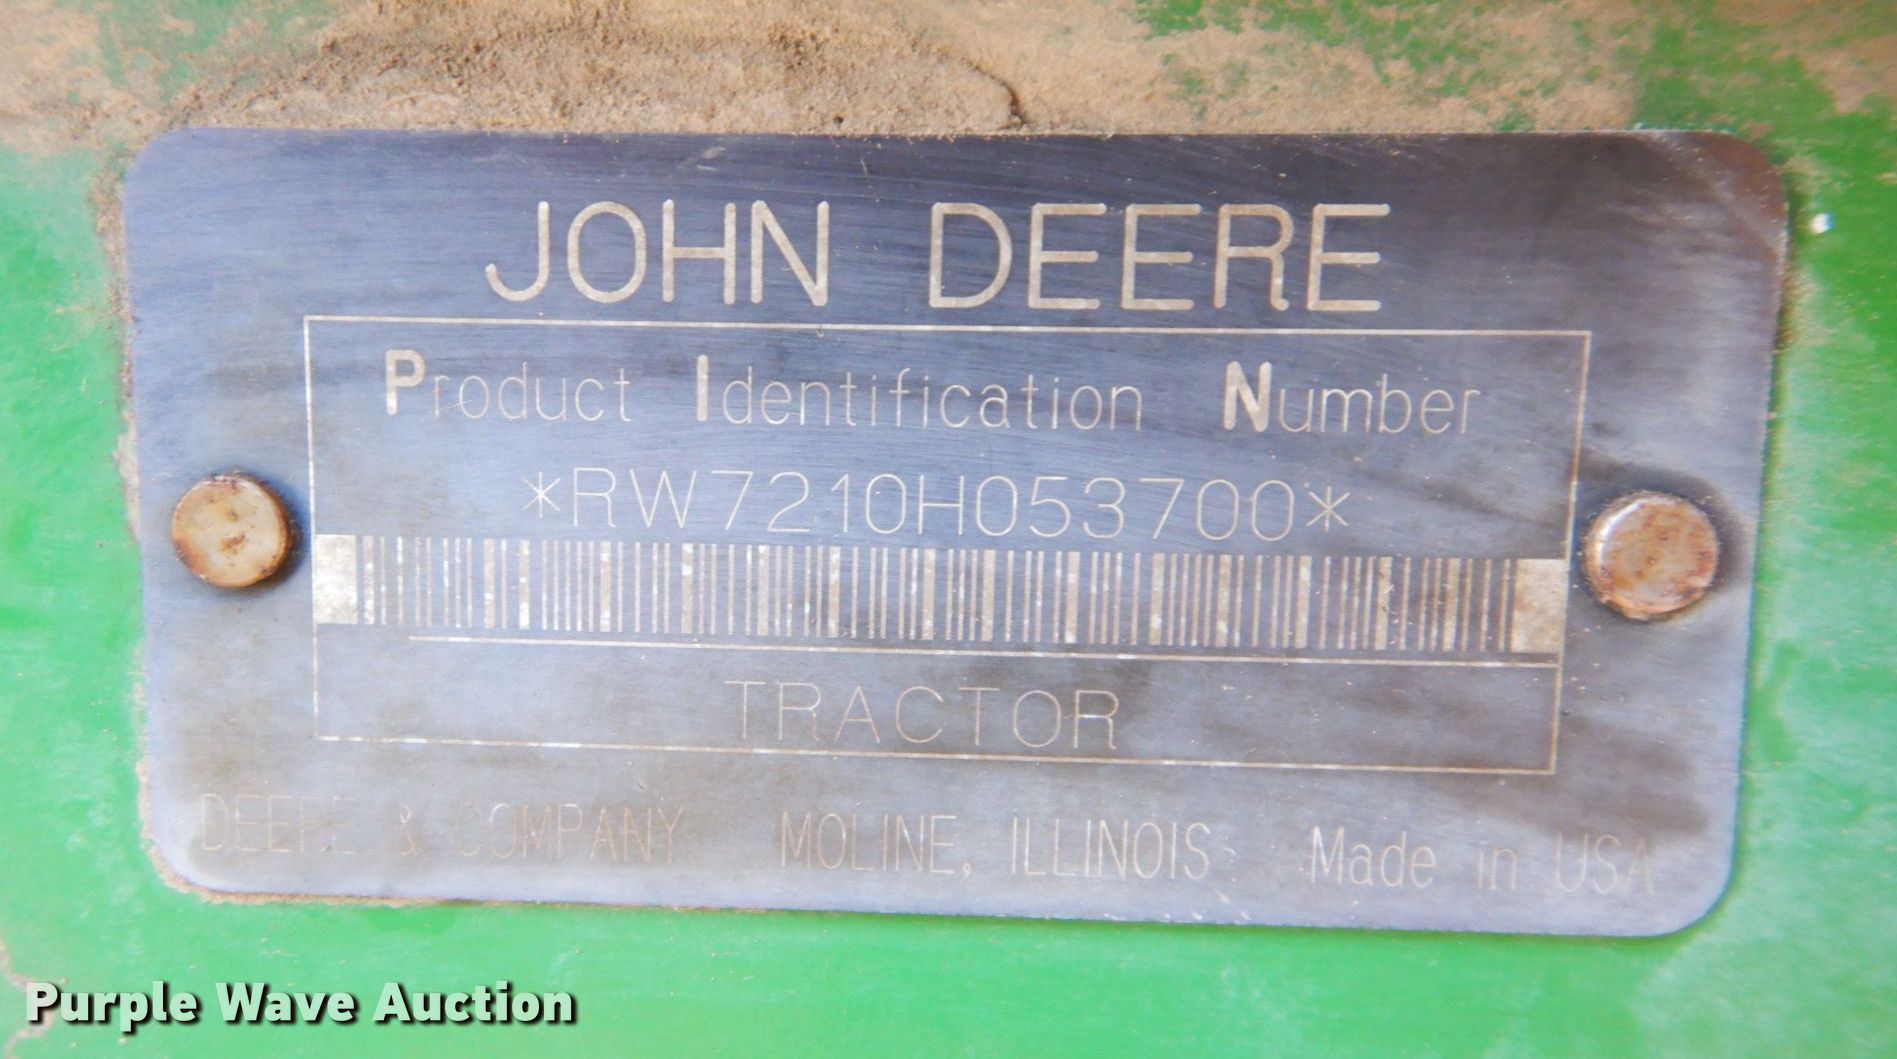 JOHN DEERE
Product Identification Number
*RW7210H053700*
TRACTOR
DEERE & COMPANY MOLINE, ILLINOIS Made in USA
Purple Wave Auction